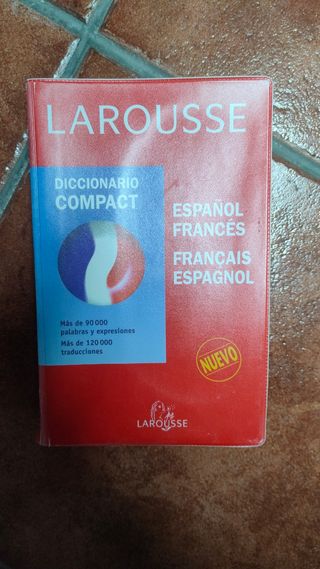 LAROUSSE
DICCIONARIO
COMPACT
ESPAÑOL
FRANCÉS
FRANÇAIS
ESPAGNOL
Más de 90 000
palabras y expresiones
Más de 120 000
traducciones
NUEVO
LAROUSSE